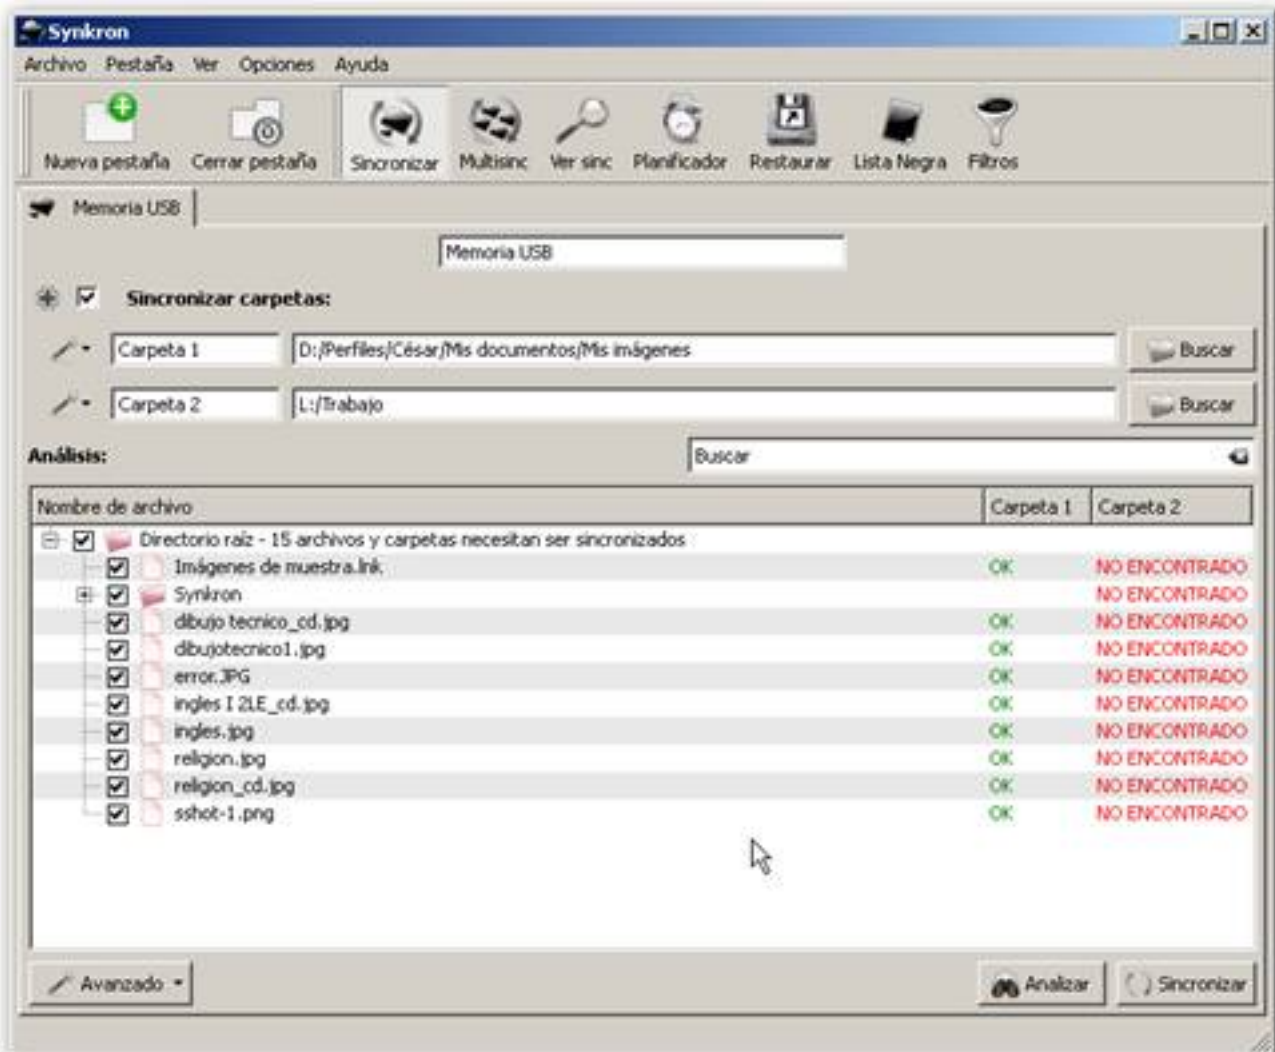 Synkron
Archivo Pestaña Ver Opciones Ayuda
Nueva pestaña Cerrar pestaña Sincronizar Multisinc Ver sinc Planificador Restaurar Lista Negra Filtros
Memoria USB
Memoria USB
Sincronizar carpetas:
Carpeta 1 D:/Perfiles/César/Mis documentos/Mis imágenes Buscar
Carpeta 2 L:/Trabajo Buscar
Análisis: Buscar
Nombre de archivo Carpeta 1 Carpeta 2
Directorio raíz - 15 archivos y carpetas necesitan ser sincronizados
Imágenes de muestra.lnk OK NO ENCONTRADO
Synkron NO ENCONTRADO
dibujo tecnico_cd.jpg OK NO ENCONTRADO
dibujotecnico1.jpg OK NO ENCONTRADO
error.JPG OK NO ENCONTRADO
ingles I 2LE_cd.jpg OK NO ENCONTRADO
ingles.jpg OK NO ENCONTRADO
religion.jpg OK NO ENCONTRADO
religion_cd.jpg OK NO ENCONTRADO
sshot-1.png OK NO ENCONTRADO
Avanzado Analizar Sincronizar